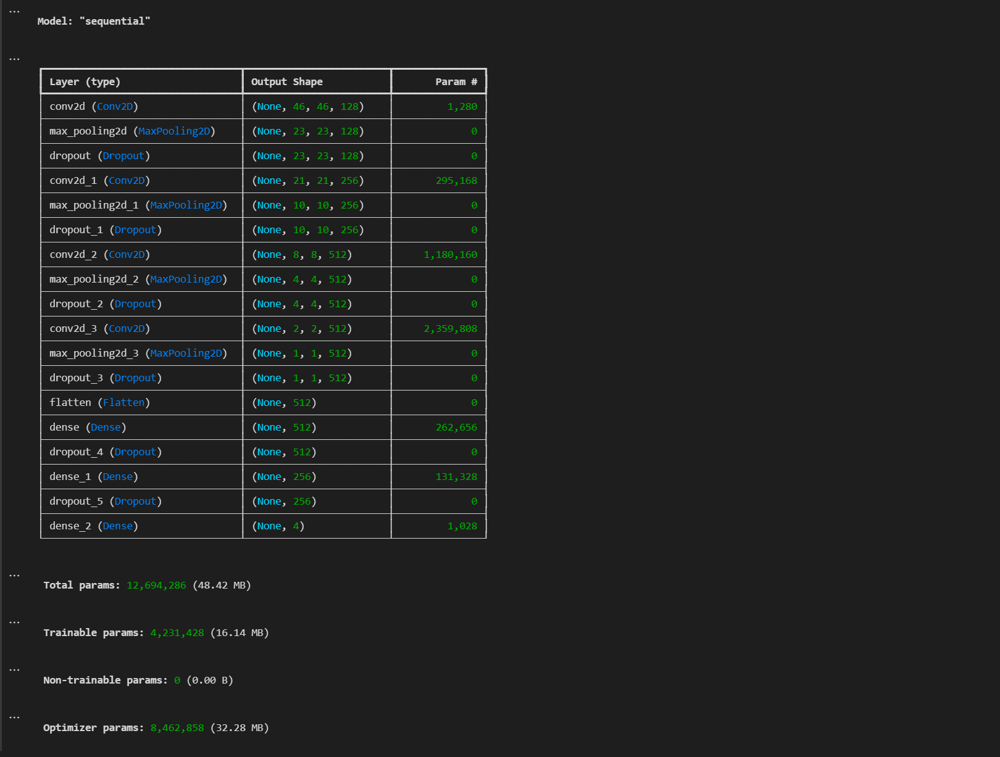 ...
Model: "sequential"
...
Layer (type) Output Shape Param #
conv2d (Conv2D) (None, 46, 46, 128) 1,280
max_pooling2d (MaxPooling2D) (None, 23, 23, 128) 0
dropout (Dropout) (None, 23, 23, 128) 0
conv2d_1 (Conv2D) (None, 21, 21, 256) 295,168
max_pooling2d_1 (MaxPooling2D) (None, 10, 10, 256) 0
dropout_1 (Dropout) (None, 10, 10, 256) 0
conv2d_2 (Conv2D) (None, 8, 8, 512) 1,180,160
max_pooling2d_2 (MaxPooling2D) (None, 4, 4, 512) 0
dropout_2 (Dropout) (None, 4, 4, 512) 0
conv2d_3 (Conv2D) (None, 2, 2, 512) 2,359,808
max_pooling2d_3 (MaxPooling2D) (None, 1, 1, 512) 0
dropout_3 (Dropout) (None, 1, 1, 512) 0
flatten (Flatten) (None, 512) 0
dense (Dense) (None, 512) 262,656
dropout_4 (Dropout) (None, 512) 0
dense_1 (Dense) (None, 256) 131,328
dropout_5 (Dropout) (None, 256) 0
dense_2 (Dense) (None, 4) 1,028
...
Total params: 12,694,286 (48.42 MB)
...
Trainable params: 4,231,428 (16.14 MB)
...
Non-trainable params: 0 (0.00 B)
...
Optimizer params: 8,462,858 (32.28 MB)